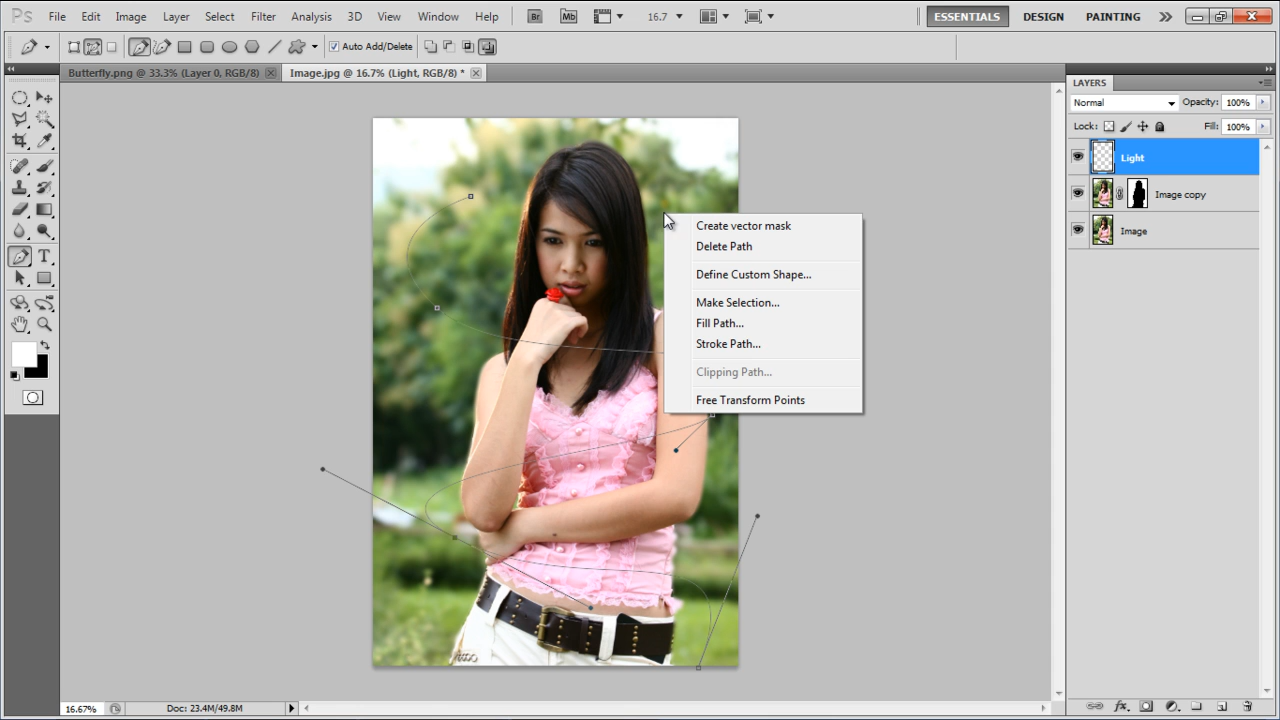 Ps File Edit Image Layer Select Filter Analysis 3D View Window Help Br Mb 16.7 ESSENTIALS DESIGN PAINTING
Auto Add/Delete
Butterfly.png @ 33.3% (Layer 0, RGB/8) Image.jpg @ 16.7% (Light, RGB/8) *
LAYERS
Normal Opacity: 100%
Lock: Fill: 100%
Light
Image copy
Image
T
Create vector mask
Delete Path
Define Custom Shape...
Make Selection...
Fill Path...
Stroke Path...
Clipping Path...
Free Transform Points
16.67% Doc: 23.4M/49.8M
fx